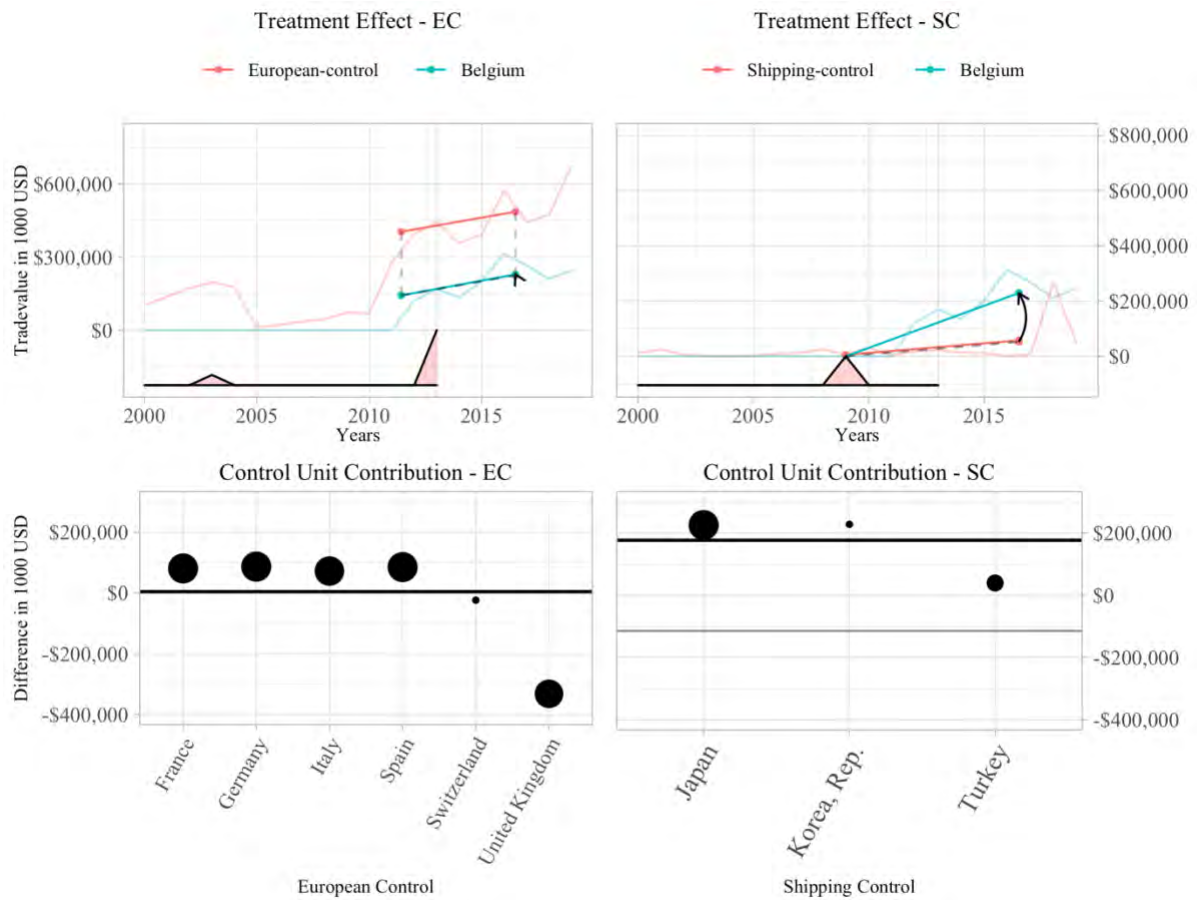 Treatment Effect - EC
European-control Belgium
Tradevalue in 1000 USD
$600,000
$300,000
$0
2000 2005 2010 2015
Years
Treatment Effect - SC
Shipping-control Belgium
$800,000
$600,000
$400,000
$200,000
$0
2000 2005 2010 2015
Years
Control Unit Contribution - EC
Difference in 1000 USD
$200,000
$0
-$200,000
-$400,000
France Germany Italy Spain Switzerland United Kingdom
European Control
Control Unit Contribution - SC
$200,000
$0
-$200,000
-$400,000
Japan Korea, Rep. Turkey
Shipping Control